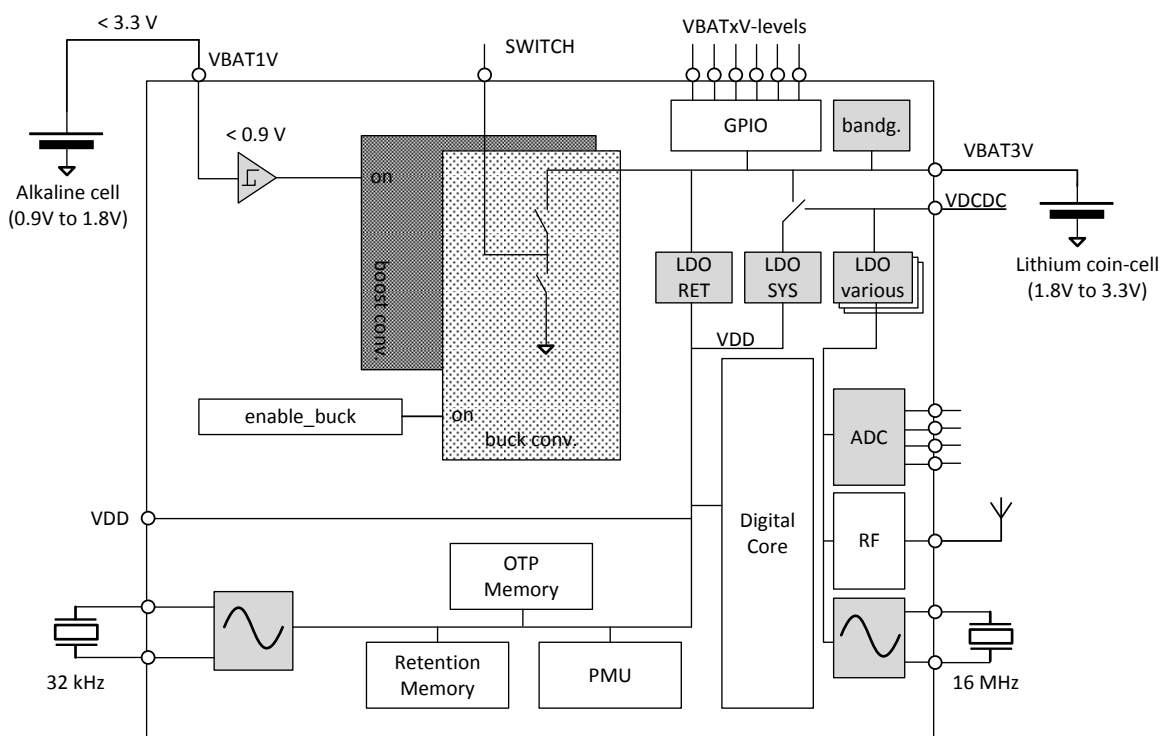 < 3.3 V
VBAT1V
SWITCH
VBATxV-levels
GPIO
bandg.
< 0.9 V
on
VBAT3V
VDCDC
Alkaline cell
(0.9V to 1.8V)
Lithium coin-cell
(1.8V to 3.3V)
boost conv.
LDO
RET
LDO
SYS
LDO
various
VDD
enable_buck
on
buck conv.
ADC
VDD
Digital
Core
RF
OTP
Memory
Retention
Memory
PMU
32 kHz
16 MHz